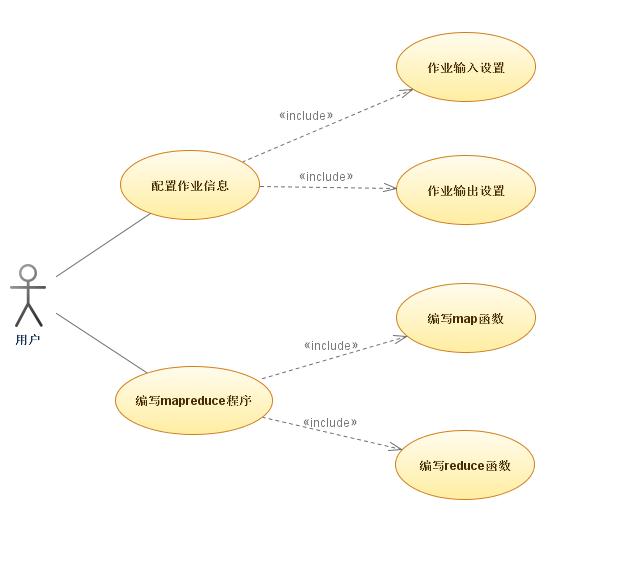 作业输入设置
«include»
配置作业信息
«include»
作业输出设置
用户
编写map函数
«include»
编写mapreduce程序
«include»
编写reduce函数